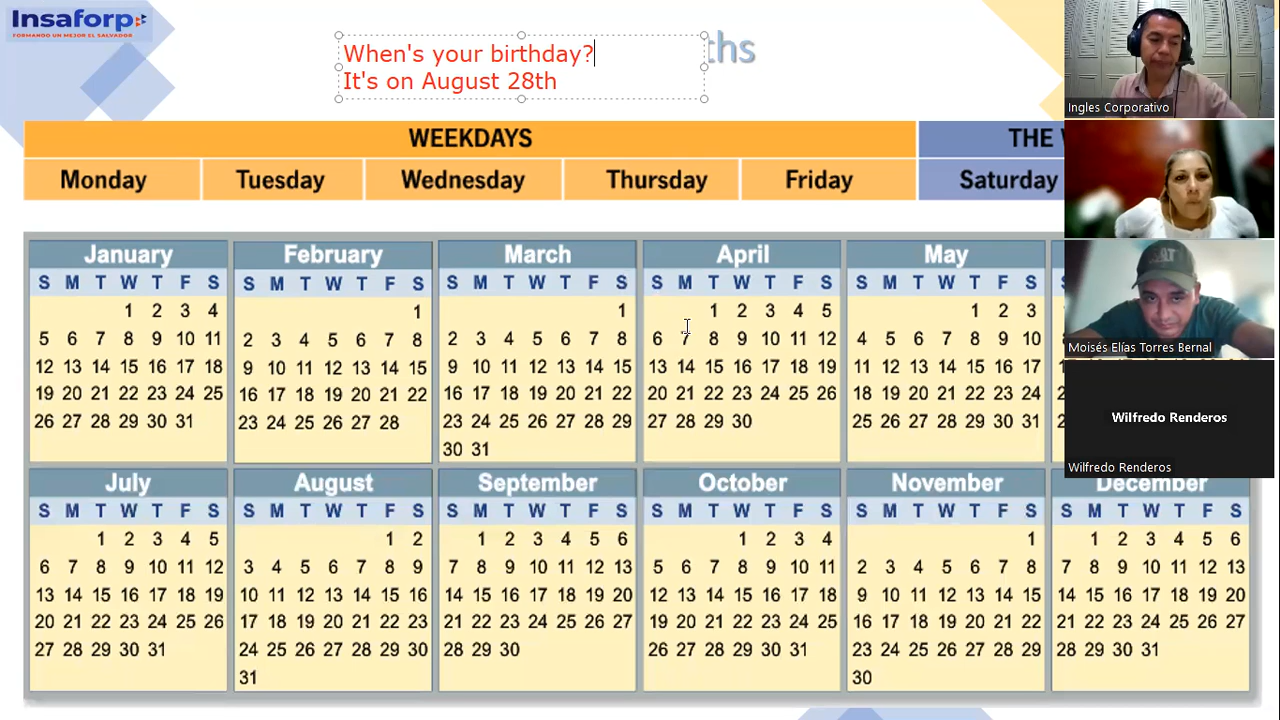 Insaforp
FORMANDO UN MEJOR EL SALVADOR
When's your birthday?
It's on August 28th
ths
WEEKDAYS
THE
Monday Tuesday Wednesday Thursday Friday Saturday
January February March April May
S M T W T F S S M T W T F S S M T W T F S S M T W T F S S M T W T F S S
1 2 3 4 1 1 1 2 3 4 5 1 2 3
5 6 7 8 9 10 11 2 3 4 5 6 7 8 2 3 4 5 6 7 8 6 7 8 9 10 11 12 4 5 6 7 8 9 10
12 13 14 15 16 17 18 9 10 11 12 13 14 15 9 10 11 12 13 14 15 13 14 15 16 17 18 19 11 12 13 14 15 16 17
19 20 21 22 23 24 25 16 17 18 19 20 21 22 16 17 18 19 20 21 22 20 21 22 23 24 25 26 18 19 20 21 22 23 24
26 27 28 29 30 31 23 24 25 26 27 28 23 24 25 26 27 28 29 27 28 29 30 25 26 27 28 29 30 31
30 31
July August September October November December
S M T W T F S S M T W T F S S M T W T F S S M T W T F S S M T W T F S S M T W T F S
1 2 3 4 5 1 2 1 2 3 4 5 6 1 2 3 4 1 1 2 3 4 5 6
6 7 8 9 10 11 12 3 4 5 6 7 8 9 7 8 9 10 11 12 13 5 6 7 8 9 10 11 2 3 4 5 6 7 8 7 8 9 10 11 12 13
13 14 15 16 17 18 19 10 11 12 13 14 15 16 14 15 16 17 18 19 20 12 13 14 15 16 17 18 9 10 11 12 13 14 15 14 15 16 17 18 19 20
20 21 22 23 24 25 26 17 18 19 20 21 22 23 21 22 23 24 25 26 27 19 20 21 22 23 24 25 16 17 18 19 20 21 22 21 22 23 24 25 26 27
27 28 29 30 31 24 25 26 27 28 29 30 28 29 30 26 27 28 29 30 31 23 24 25 26 27 28 29 28 29 30 31
31 30
Ingles Corporativo
Moisés Elías Torres Bernal
Wilfredo Renderos
Wilfredo Renderos